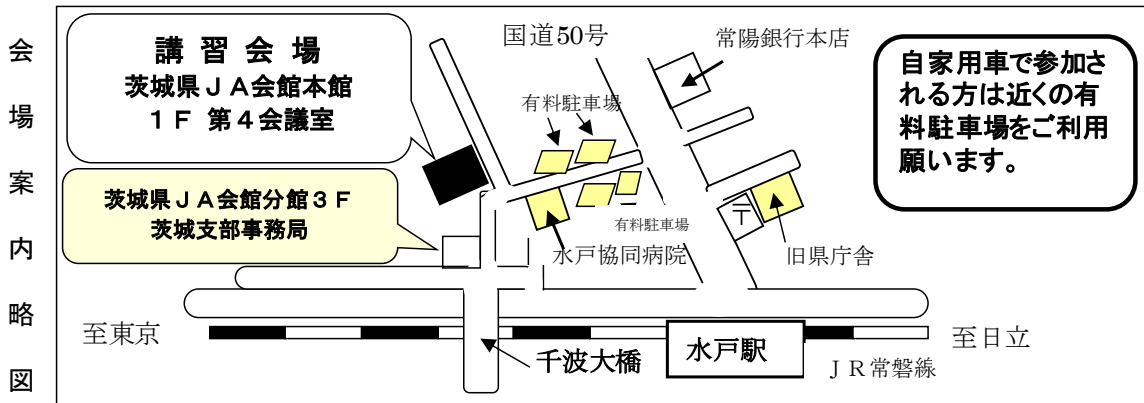 会場案内略図
講習会場
茨城県JA会館本館
1F 第4会議室
茨城県JA会館分館3F
茨城支部事務局
国道50号
常陽銀行本店
有料駐車場
自家用車で参加さ
れる方は近くの有
料駐車場をご利用
願います。
〒
有料駐車場
水戸協同病院
旧県庁舎
至東京
千波大橋
水戸駅
JR常磐線
至日立